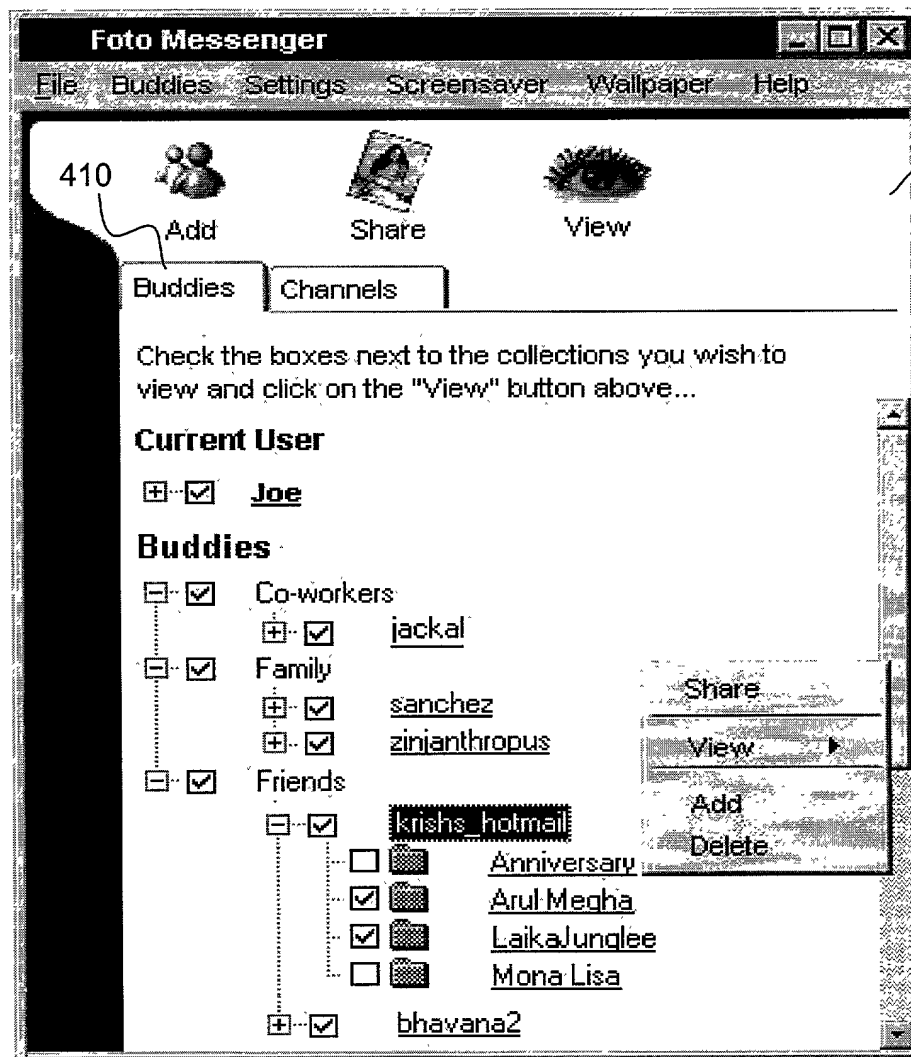 Foto Messenger
File Buddies Settings Screensaver Wallpaper Help
410
Add Share View
Buddies Channels
Check the boxes next to the collections you wish to
view and click on the "View" button above...
Current User
Joe
Buddies
Co-workers
jackal
Family
sanchez
zinjanthropus
Friends
krishs_hotmail
Anniversary
Arul Megha
LaikaJunglee
Mona Lisa
bhavana2
Share
View
Add
Delete